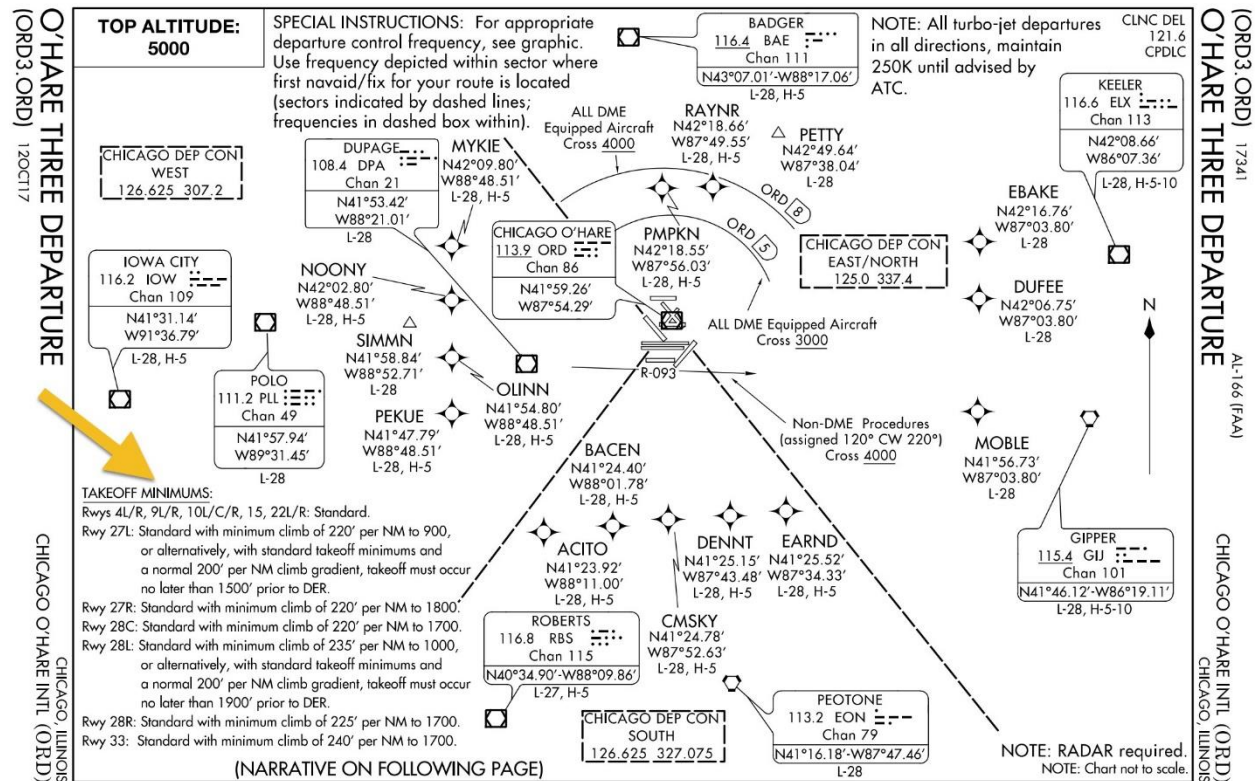 (ORD3.ORD) 12OCT17
O'HARE THREE DEPARTURE
CHICAGO O'HARE INTL (ORD)
CHICAGO, ILLINOIS
TOP ALTITUDE:
5000
SPECIAL INSTRUCTIONS: For appropriate
departure control frequency, see graphic.
Use frequency depicted within sector where
first navaid/fix for your route is located
(sectors indicated by dashed lines;
frequencies in dashed box within).
BADGER
116.4 BAE
Chan 111
N43°07.01'-W88°17.06'
L-28, H-5
NOTE: All turbo-jet departures
in all directions, maintain
250K until advised by
ATC.
CLNC DEL
121.6
CPDLC
KEELER
116.6 ELX
Chan 113
N42°08.66'
W86°07.36'
L-28, H-5-10
CHICAGO DEP CON
WEST
126.625 307.2
DUPAGE
108.4 DPA
Chan 21
N41°53.42'
W88°21.01'
L-28
MYKIE
N42°09.80'
W88°48.51'
L-28, H-5
ALL DME
Equipped Aircraft
Cross 4000
RAYNR
N42°18.66'
W87°49.55'
L-28, H-5
PETTY
N42°49.64'
W87°38.04'
L-28
ORD 8
ORD 5
EBAKE
N42°16.76'
W87°03.80'
L-28
CHICAGO O'HARE
113.9 ORD
Chan 86
N41°59.26'
W87°54.29'
PMPKN
N42°18.55'
W87°56.03'
L-28, H-5
CHICAGO DEP CON
EAST/NORTH
125.0 337.4
DUFEE
N42°06.75'
W87°03.80'
L-28
N
IOWA CITY
116.2 IOW
Chan 109
N41°31.14'
W91°36.79'
L-28, H-5
NOONY
N42°02.80'
W88°48.51'
L-28, H-5
SIMMN
N41°58.84'
W88°52.71'
L-28
ALL DME Equipped Aircraft
Cross 3000
R-093
POLO
111.2 PLL
Chan 49
N41°57.94'
W89°31.45'
L-28
PEKUE
N41°47.79'
W88°48.51'
L-28, H-5
OLINN
N41°54.80'
W88°48.51'
L-28, H-5
Non-DME Procedures
(assigned 120° CW 220°)
Cross 4000
MOBLE
N41°56.73'
W87°03.80'
L-28
BACEN
N41°24.40'
W88°01.78'
L-28, H-5
ACITO
N41°23.92'
W88°11.00'
L-28, H-5
DENNT
N41°25.15'
W87°43.48'
L-28, H-5
EARND
N41°25.52'
W87°34.33'
L-28, H-5
GIPPER
115.4 GIJ
Chan 101
N41°46.12'-W86°19.11'
L-28, H-5-10
CMSKY
N41°24.78'
W87°52.63'
L-28, H-5
ROBERTS
116.8 RBS
Chan 115
N40°34.90'-W88°09.86'
L-27, H-5
CHICAGO DEP CON
SOUTH
126.625 327.075
PEOTONE
113.2 EON
Chan 79
N41°16.18'-W87°47.46'
L-28
TAKEOFF MINIMUMS:
Rwys 4L/R, 9L/R, 10L/C/R, 15, 22L/R: Standard.
Rwy 27L: Standard with minimum climb of 220' per NM to 900,
or alternatively, with standard takeoff minimums and
a normal 200' per NM climb gradient, takeoff must occur
no later than 1500' prior to DER.
Rwy 27R: Standard with minimum climb of 220' per NM to 1800.
Rwy 28C: Standard with minimum climb of 220' per NM to 1700.
Rwy 28L: Standard with minimum climb of 235' per NM to 1000,
or alternatively, with standard takeoff minimums and
a normal 200' per NM climb gradient, takeoff must occur
no later than 1900' prior to DER.
Rwy 28R: Standard with minimum climb of 225' per NM to 1700.
Rwy 33: Standard with minimum climb of 240' per NM to 1700.
(NARRATIVE ON FOLLOWING PAGE)
NOTE: RADAR required.
NOTE: Chart not to scale.
(ORD3.ORD) 17341
O'HARE THREE DEPARTURE
AL-166 (FAA)
CHICAGO O'HARE INTL (ORD)
CHICAGO, ILLINOIS